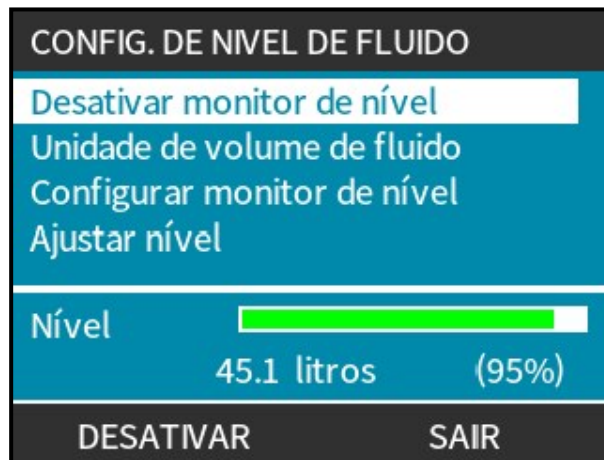 CONFIG. DE NIVEL DE FLUIDO
Desativar monitor de nível
Unidade de volume de fluido
Configurar monitor de nível
Ajustar nível
Nível
45.1 litros (95%)
DESATIVAR SAIR